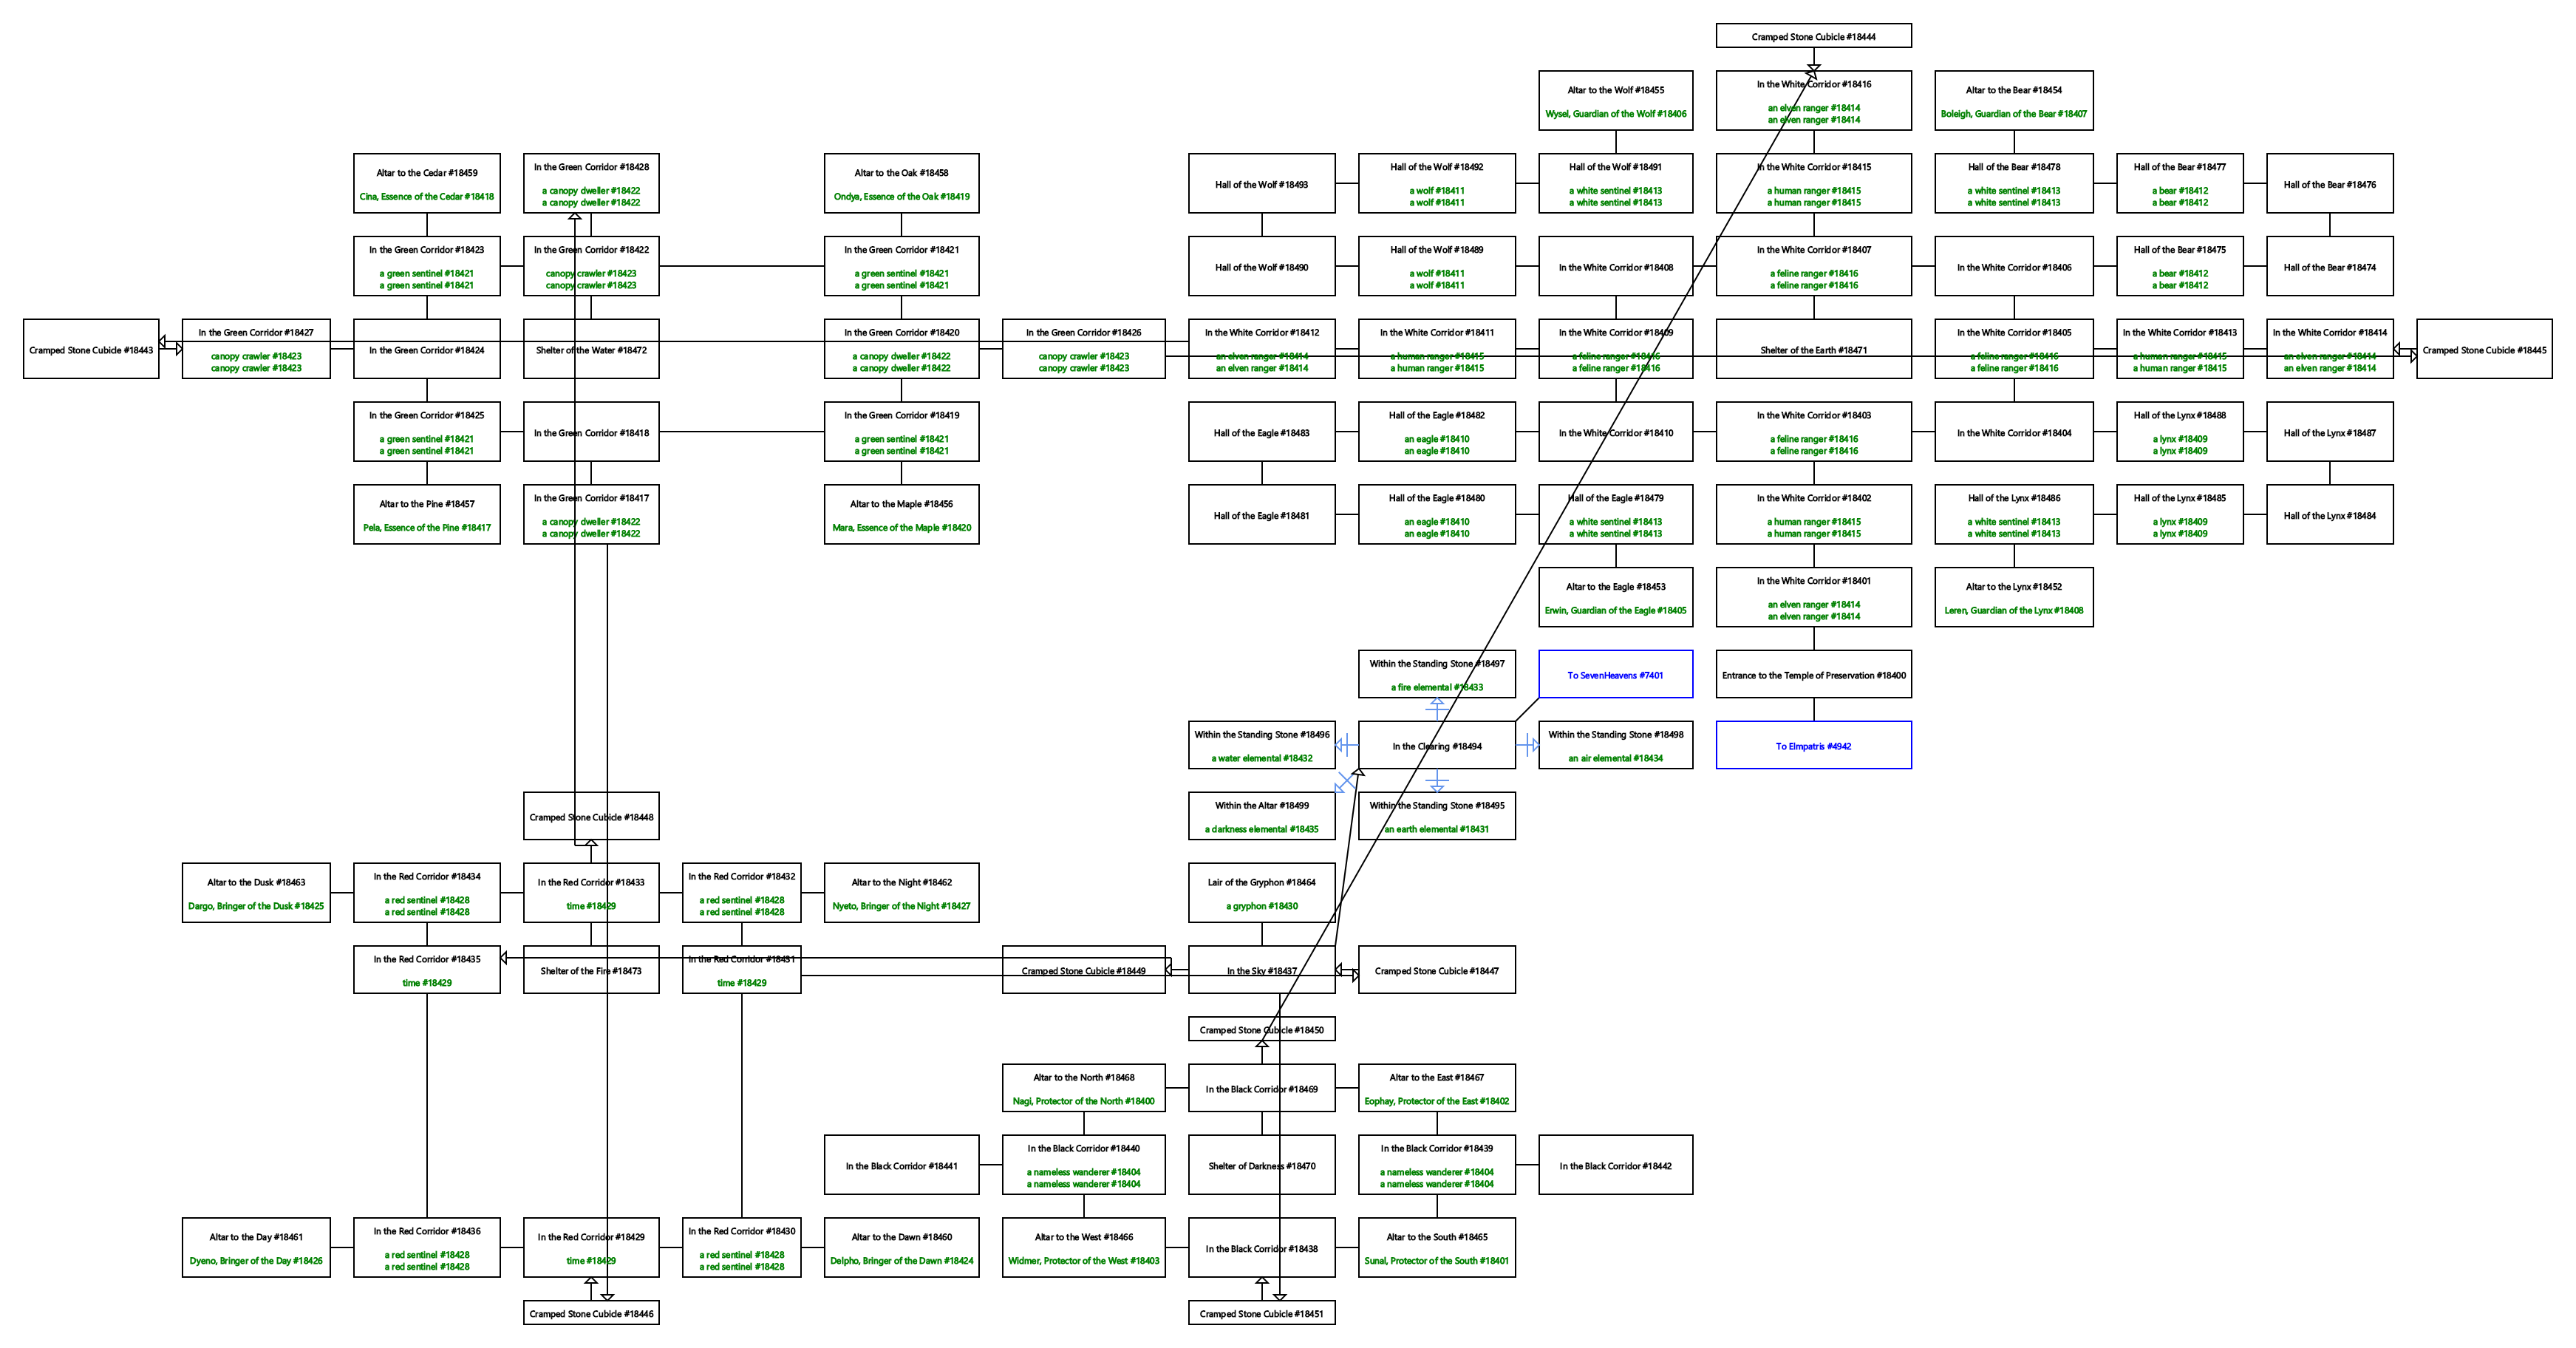 Cramped Stone Cubicle #18444
Altar to the Wolf #18455
Wysel, Guardian of the Wolf #18406
In the White Corridor #18416
an elven ranger #18414
an elven ranger #18414
Altar to the Bear #18454
Boleigh, Guardian of the Bear #18407
Altar to the Cedar #18459
Cina, Essence of the Cedar #18418
In the Green Corridor #18428
a canopy dweller #18422
a canopy dweller #18422
Altar to the Oak #18458
Ondya, Essence of the Oak #18419
Hall of the Wolf #18493
Hall of the Wolf #18492
a wolf #18411
a wolf #18411
Hall of the Wolf #18491
a white sentinel #18413
a white sentinel #18413
In the White Corridor #18415
a human ranger #18415
a human ranger #18415
Hall of the Bear #18478
a white sentinel #18413
a white sentinel #18413
Hall of the Bear #18477
a bear #18412
a bear #18412
Hall of the Bear #18476
In the Green Corridor #18423
a green sentinel #18421
a green sentinel #18421
In the Green Corridor #18422
canopy crawler #18423
canopy crawler #18423
In the Green Corridor #18421
a green sentinel #18421
a green sentinel #18421
Hall of the Wolf #18490
Hall of the Wolf #18489
a wolf #18411
a wolf #18411
In the White Corridor #18408
In the White Corridor #18407
a feline ranger #18416
a feline ranger #18416
In the White Corridor #18406
Hall of the Bear #18475
a bear #18412
a bear #18412
Hall of the Bear #18474
Cramped Stone Cubicle #18443
In the Green Corridor #18427
canopy crawler #18423
canopy crawler #18423
In the Green Corridor #18424
Shelter of the Water #18472
In the Green Corridor #18420
a canopy dweller #18422
a canopy dweller #18422
In the Green Corridor #18426
canopy crawler #18423
canopy crawler #18423
In the White Corridor #18412
an elven ranger #18414
an elven ranger #18414
In the White Corridor #18411
a human ranger #18415
a human ranger #18415
In the White Corridor #18409
a feline ranger #18416
a feline ranger #18416
Shelter of the Earth #18471
In the White Corridor #18405
a feline ranger #18416
a feline ranger #18416
In the White Corridor #18413
a human ranger #18415
a human ranger #18415
In the White Corridor #18414
an elven ranger #18414
an elven ranger #18414
Cramped Stone Cubicle #18445
In the Green Corridor #18425
a green sentinel #18421
a green sentinel #18421
In the Green Corridor #18418
In the Green Corridor #18419
a green sentinel #18421
a green sentinel #18421
Hall of the Eagle #18483
Hall of the Eagle #18482
an eagle #18410
an eagle #18410
In the White Corridor #18410
In the White Corridor #18403
a feline ranger #18416
a feline ranger #18416
In the White Corridor #18404
Hall of the Lynx #18488
a lynx #18409
a lynx #18409
Hall of the Lynx #18487
Altar to the Pine #18457
Pela, Essence of the Pine #18417
In the Green Corridor #18417
a canopy dweller #18422
a canopy dweller #18422
Altar to the Maple #18456
Mara, Essence of the Maple #18420
Hall of the Eagle #18481
Hall of the Eagle #18480
an eagle #18410
an eagle #18410
Hall of the Eagle #18479
a white sentinel #18413
a white sentinel #18413
In the White Corridor #18402
a human ranger #18415
a human ranger #18415
Hall of the Lynx #18486
a white sentinel #18413
a white sentinel #18413
Hall of the Lynx #18485
a lynx #18409
a lynx #18409
Hall of the Lynx #18484
Altar to the Eagle #18453
Erwin, Guardian of the Eagle #18405
In the White Corridor #18401
an elven ranger #18414
an elven ranger #18414
Altar to the Lynx #18452
Leren, Guardian of the Lynx #18408
Within the Standing Stone #18497
a fire elemental #18433
To SevenHeavens #7401
Entrance to the Temple of Preservation #18400
Within the Standing Stone #18496
a water elemental #18432
In the Clearing #18494
Within the Standing Stone #18498
an air elemental #18434
To Elmpatris #4942
Cramped Stone Cubicle #18448
Within the Altar #18499
a darkness elemental #18435
Within the Standing Stone #18495
an earth elemental #18431
Altar to the Dusk #18463
Dargo, Bringer of the Dusk #18425
In the Red Corridor #18434
a red sentinel #18428
a red sentinel #18428
In the Red Corridor #18433
time #18429
In the Red Corridor #18432
a red sentinel #18428
a red sentinel #18428
Altar to the Night #18462
Nyeto, Bringer of the Night #18427
Lair of the Gryphon #18464
a gryphon #18430
In the Red Corridor #18435
time #18429
Shelter of the Fire #18473
In the Red Corridor #18431
time #18429
Cramped Stone Cubicle #18449
In the Sky #18437
Cramped Stone Cubicle #18447
Cramped Stone Cubicle #18450
Altar to the North #18468
Nagi, Protector of the North #18400
In the Black Corridor #18469
Altar to the East #18467
Eophay, Protector of the East #18402
In the Black Corridor #18441
In the Black Corridor #18440
a nameless wanderer #18404
a nameless wanderer #18404
Shelter of Darkness #18470
In the Black Corridor #18439
a nameless wanderer #18404
a nameless wanderer #18404
In the Black Corridor #18442
Altar to the Day #18461
Dyeno, Bringer of the Day #18426
In the Red Corridor #18436
a red sentinel #18428
a red sentinel #18428
In the Red Corridor #18429
time #18429
In the Red Corridor #18430
a red sentinel #18428
a red sentinel #18428
Altar to the Dawn #18460
Delpho, Bringer of the Dawn #18424
Altar to the West #18466
Widmer, Protector of the West #18403
In the Black Corridor #18438
Altar to the South #18465
Sunal, Protector of the South #18401
Cramped Stone Cubicle #18446
Cramped Stone Cubicle #18451